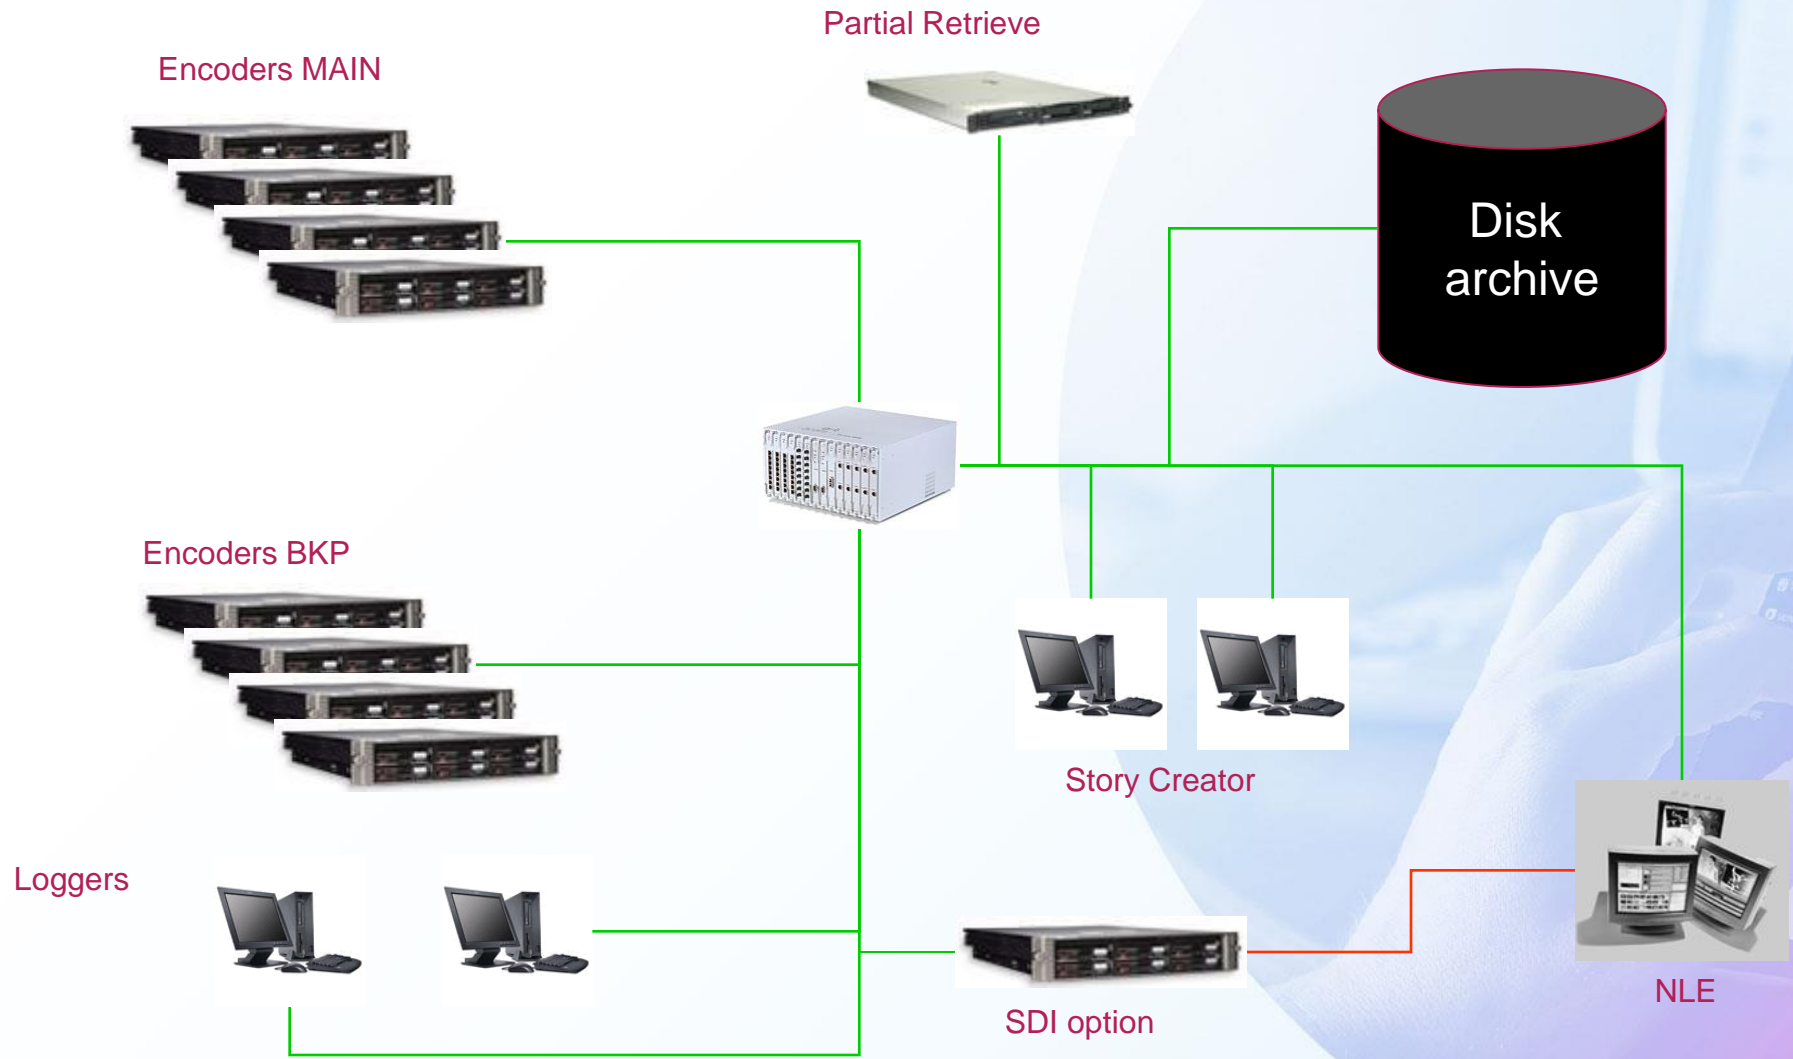 Partial Retrieve
Encoders MAIN
Disk
archive
Encoders BKP
Story Creator
Loggers
NLE
SDI option